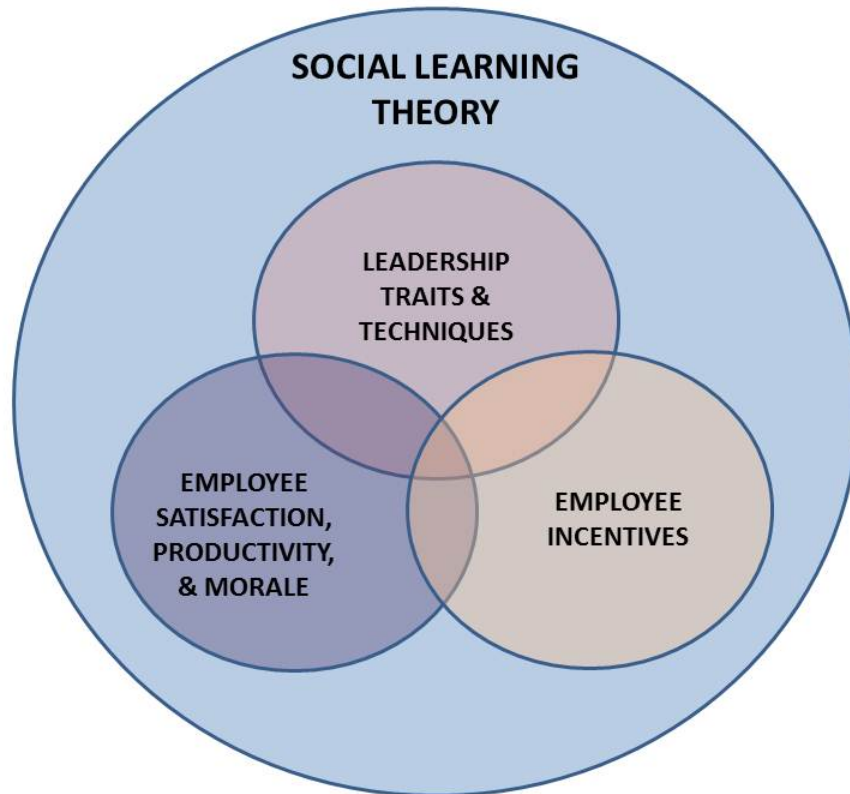 SOCIAL LEARNING
THEORY
LEADERSHIP
TRAITS &
TECHNIQUES
EMPLOYEE
SATISFACTION,
PRODUCTIVITY,
& MORALE
EMPLOYEE
INCENTIVES